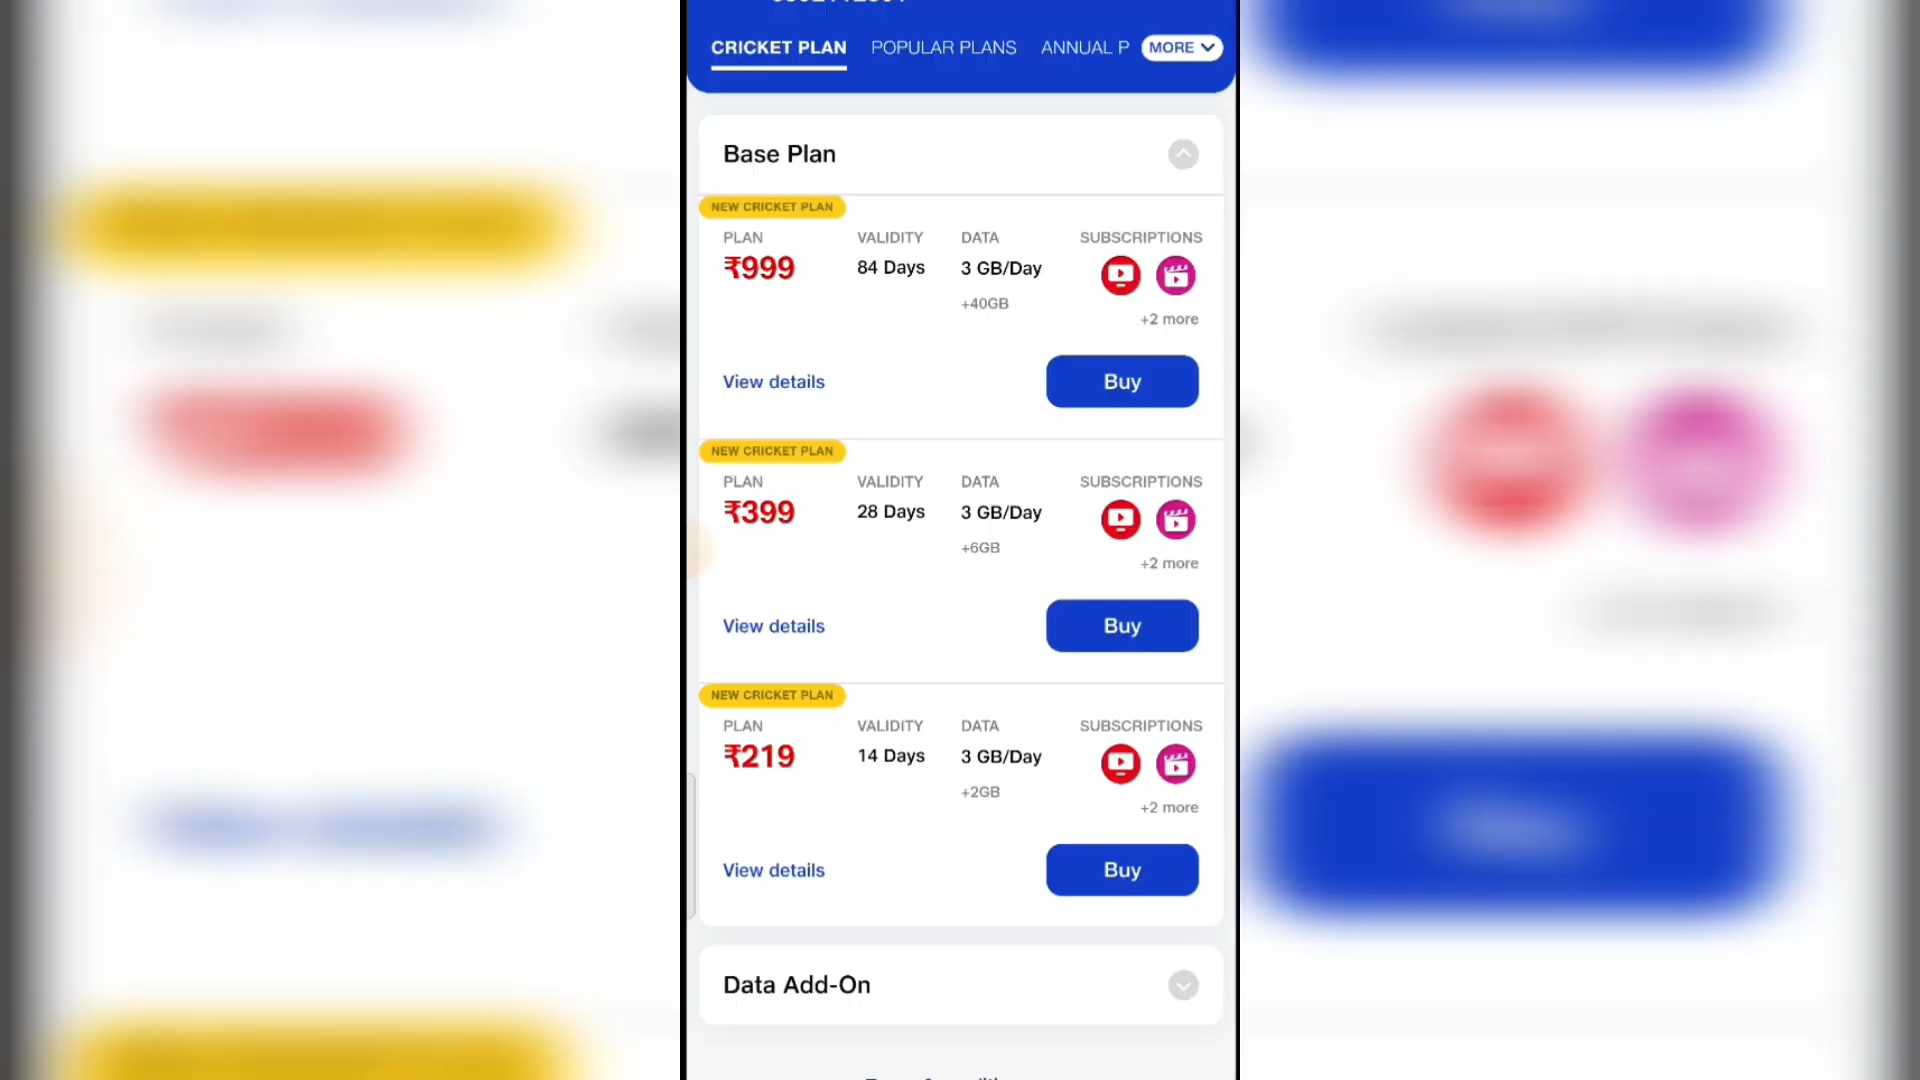 CRICKET PLAN POPULAR PLANS ANNUAL P MORE
Base Plan
NEW CRICKET PLAN
PLAN VALIDITY DATA SUBSCRIPTIONS
₹999 84 Days 3 GB/Day
+40GB
+2 more
View details Buy
NEW CRICKET PLAN
PLAN VALIDITY DATA SUBSCRIPTIONS
₹399 28 Days 3 GB/Day
+6GB
+2 more
View details Buy
NEW CRICKET PLAN
PLAN VALIDITY DATA SUBSCRIPTIONS
₹219 14 Days 3 GB/Day
+2GB
+2 more
View details Buy
Data Add-On